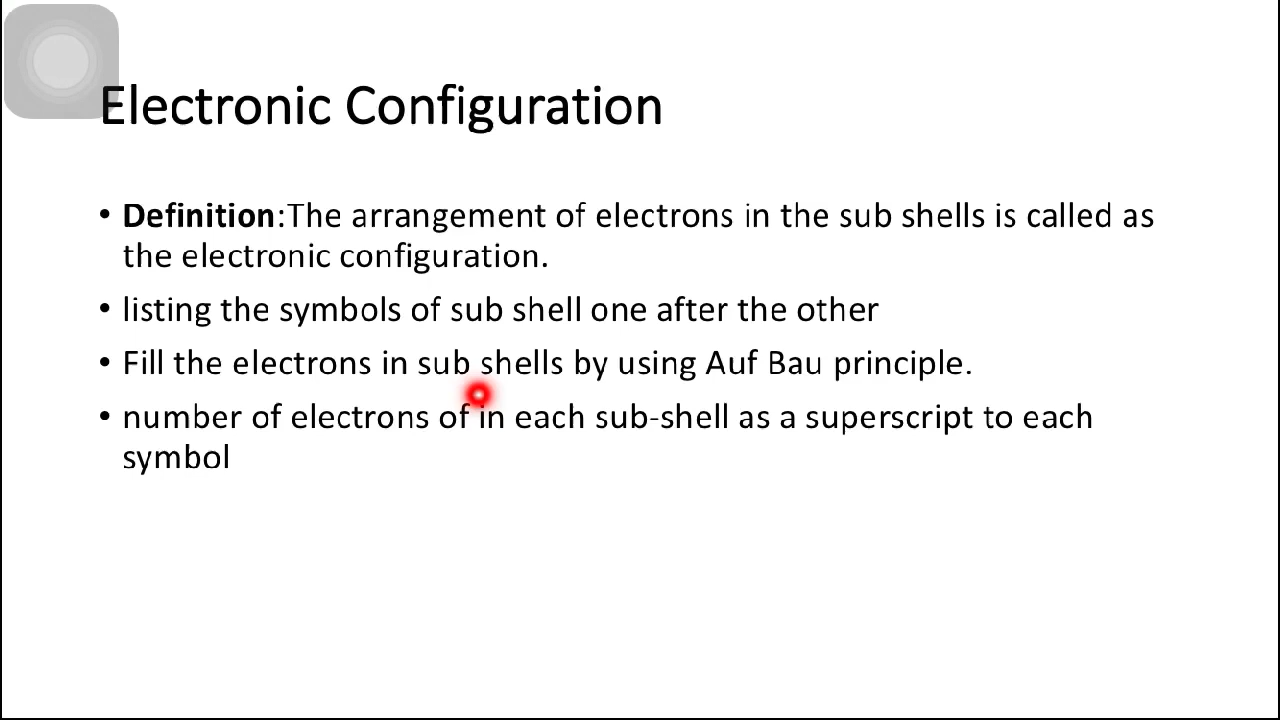 Electronic Configuration
• Definition:The arrangement of electrons in the sub shells is called as
the electronic configuration.
• listing the symbols of sub shell one after the other
• Fill the electrons in sub shells by using Auf Bau principle.
• number of electrons of in each sub-shell as a superscript to each
symbol